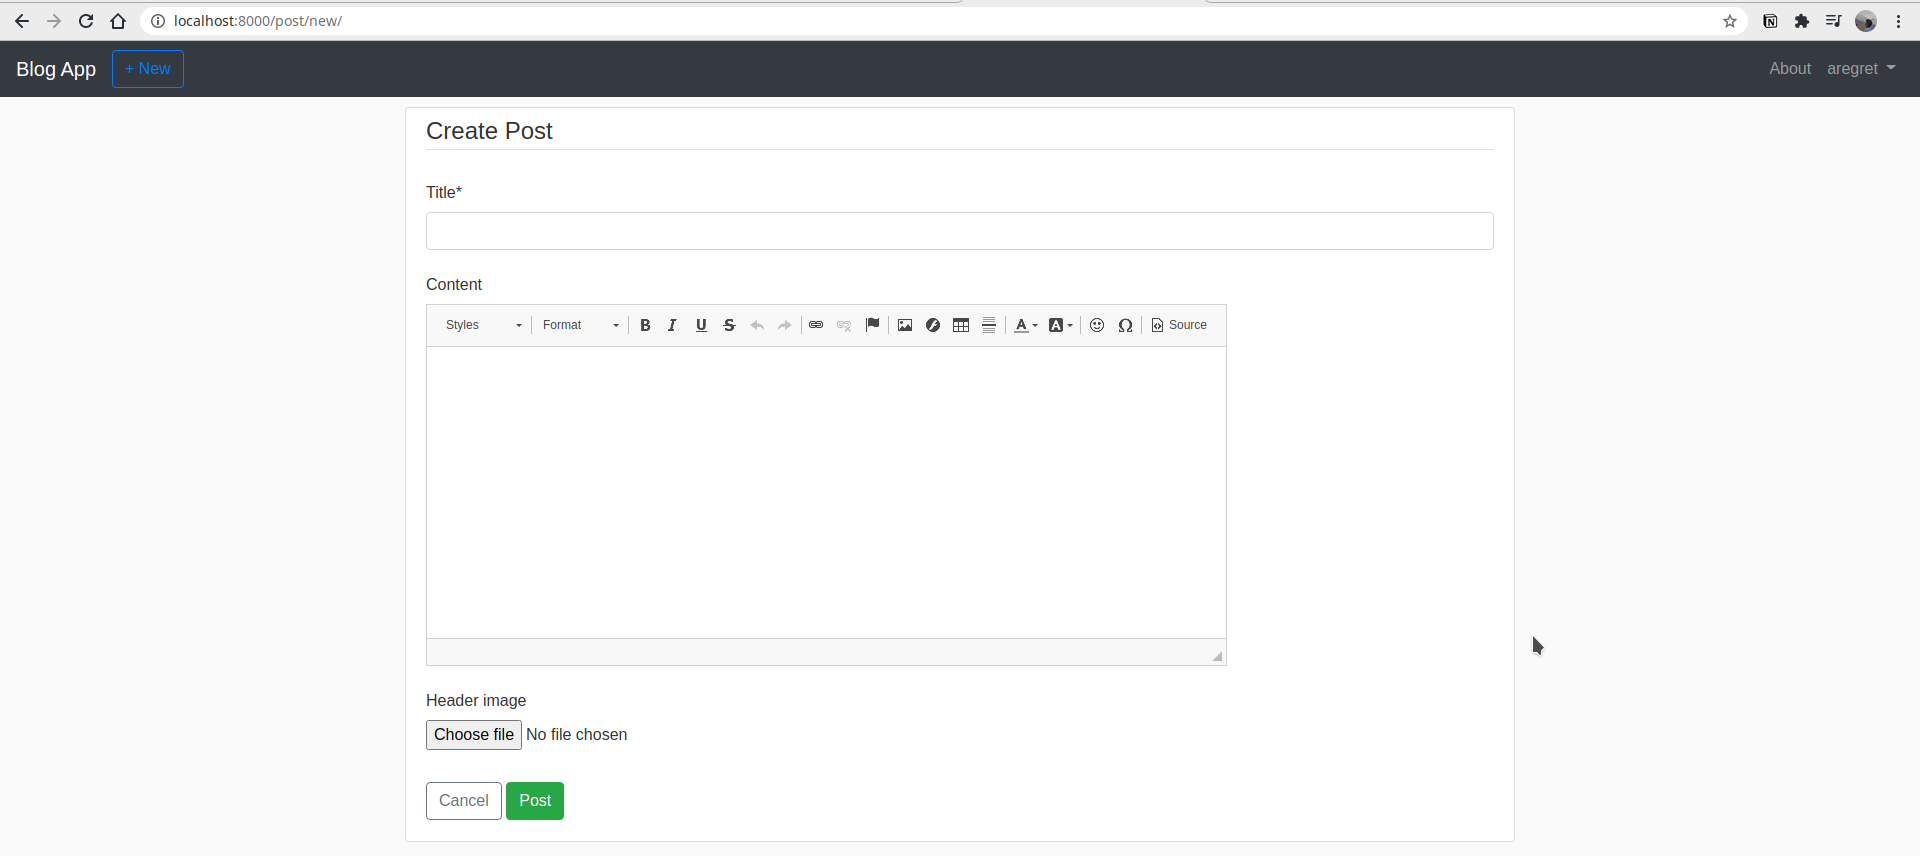 localhost:8000/post/new/
Blog App + New About aregret
Create Post
Title*
Content
Styles Format B I U S A A Ω Source
Header image
Choose file No file chosen
Cancel Post